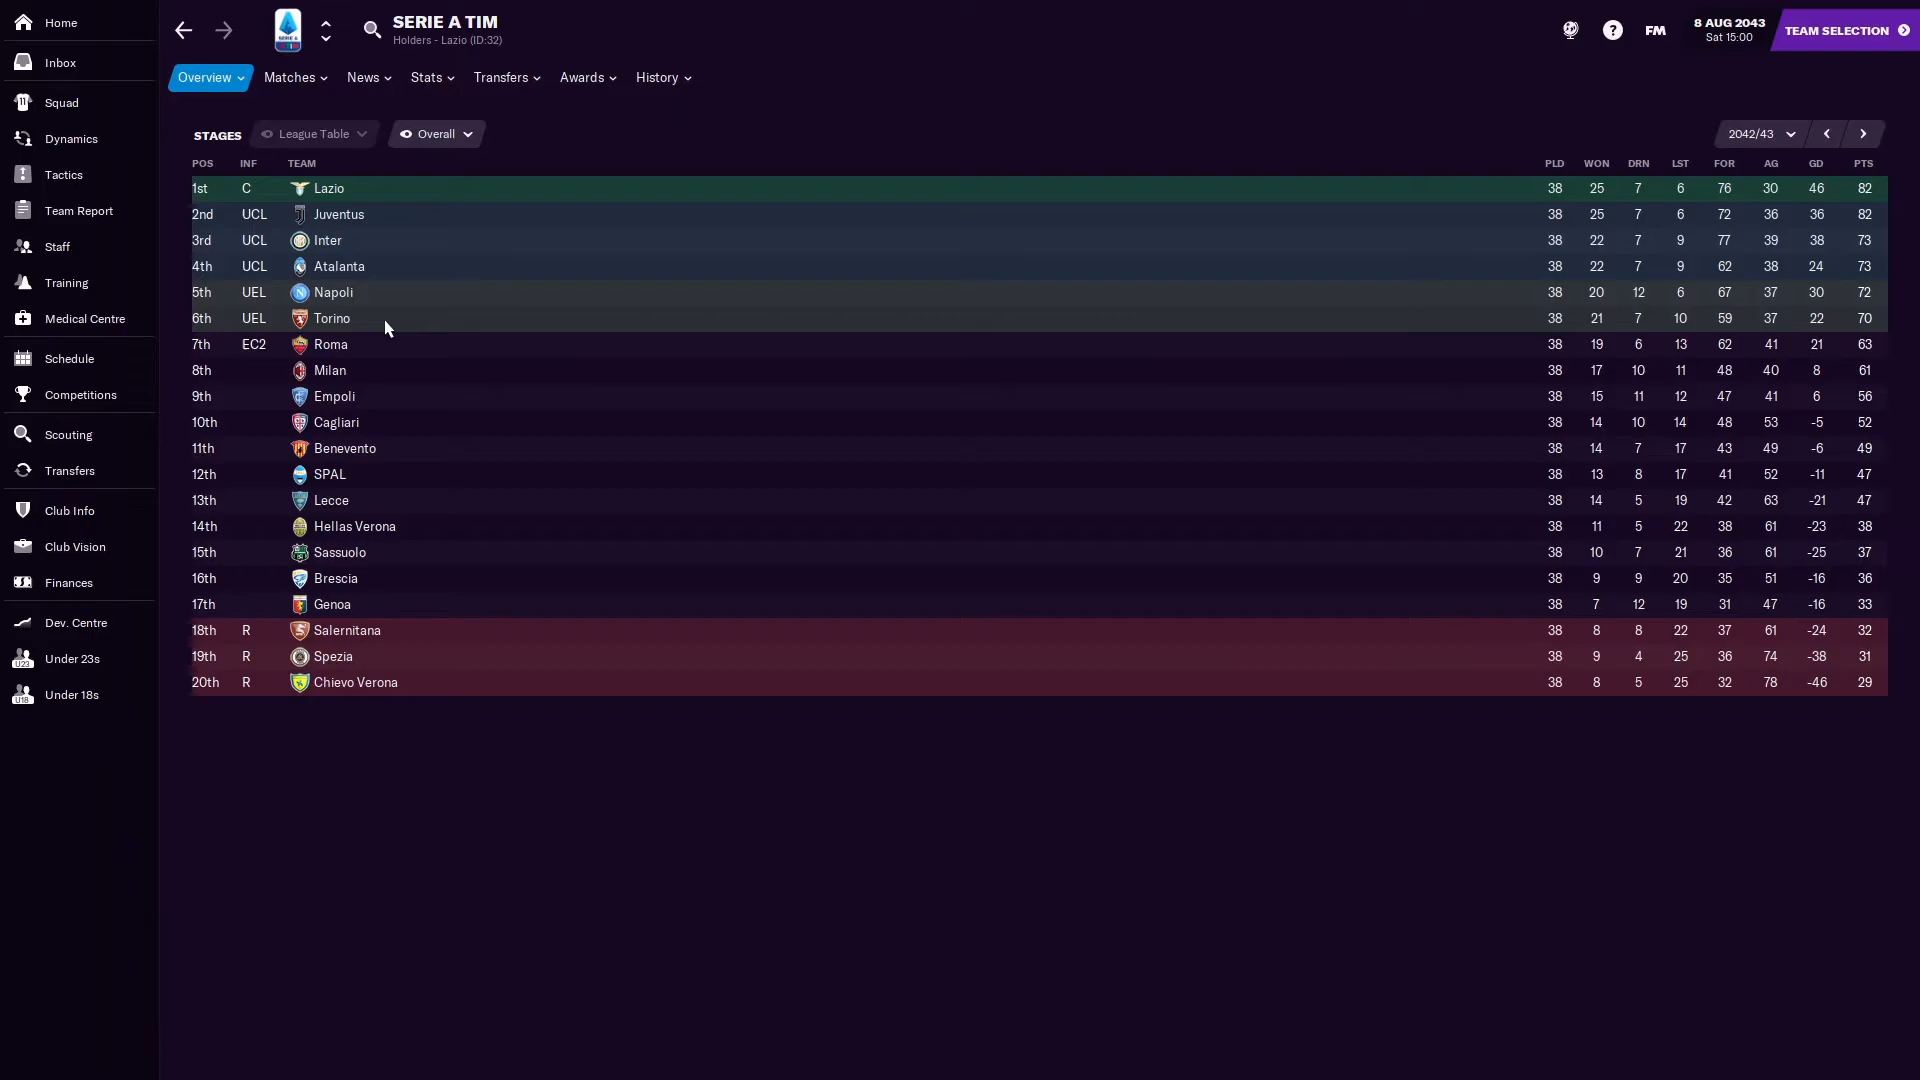 Home
Inbox
Squad
Dynamics
Tactics
Team Report
Staff
Training
Medical Centre
Schedule
Competitions
Scouting
Transfers
Club Info
Club Vision
Finances
Dev. Centre
U23 Under 23s
U18 Under 18s
SERIE A TIM
Holders - Lazio (ID:32)
FM
8 AUG 2043
Sat 15:00
TEAM SELECTION
Overview Matches News Stats Transfers Awards History
STAGES League Table Overall 2042/43
POS INF TEAM PLD WON DRN LST FOR AG GD PTS
1st C Lazio 38 25 7 6 76 30 46 82
2nd UCL Juventus 38 25 7 6 72 36 36 82
3rd UCL Inter 38 22 7 9 77 39 38 73
4th UCL Atalanta 38 22 7 9 62 38 24 73
5th UEL Napoli 38 20 12 6 67 37 30 72
6th UEL Torino 38 21 7 10 59 37 22 70
7th EC2 Roma 38 19 6 13 62 41 21 63
8th Milan 38 17 10 11 48 40 8 61
9th Empoli 38 15 11 12 47 41 6 56
10th Cagliari 38 14 10 14 48 53 -5 52
11th Benevento 38 14 7 17 43 49 -6 49
12th SPAL 38 13 8 17 41 52 -11 47
13th Lecce 38 14 5 19 42 63 -21 47
14th Hellas Verona 38 11 5 22 38 61 -23 38
15th Sassuolo 38 10 7 21 36 61 -25 37
16th Brescia 38 9 9 20 35 51 -16 36
17th Genoa 38 7 12 19 31 47 -16 33
18th R Salernitana 38 8 8 22 37 61 -24 32
19th R Spezia 38 9 4 25 36 74 -38 31
20th R Chievo Verona 38 8 5 25 32 78 -46 29